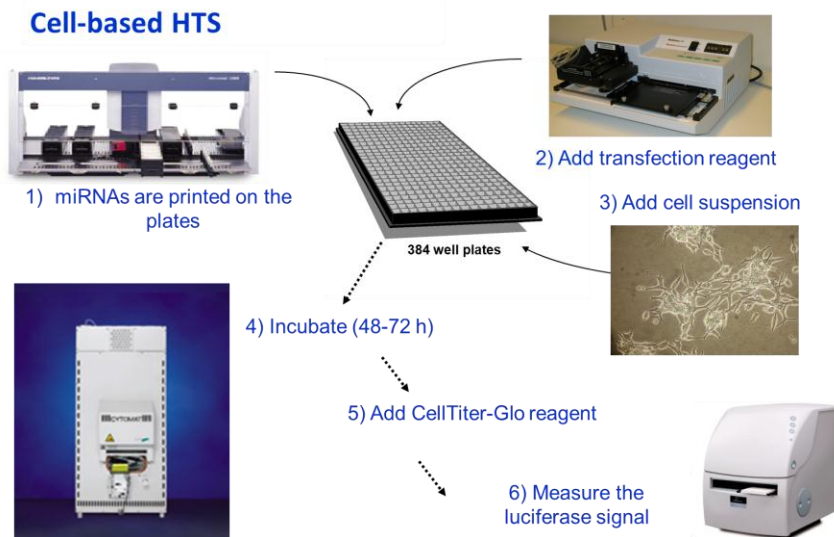 Cell-based HTS
1) miRNAs are printed on the
plates
2) Add transfection reagent
3) Add cell suspension
384 well plates
4) Incubate (48-72 h)
CYTOMAT
5) Add CellTiter-Glo reagent
6) Measure the
luciferase signal